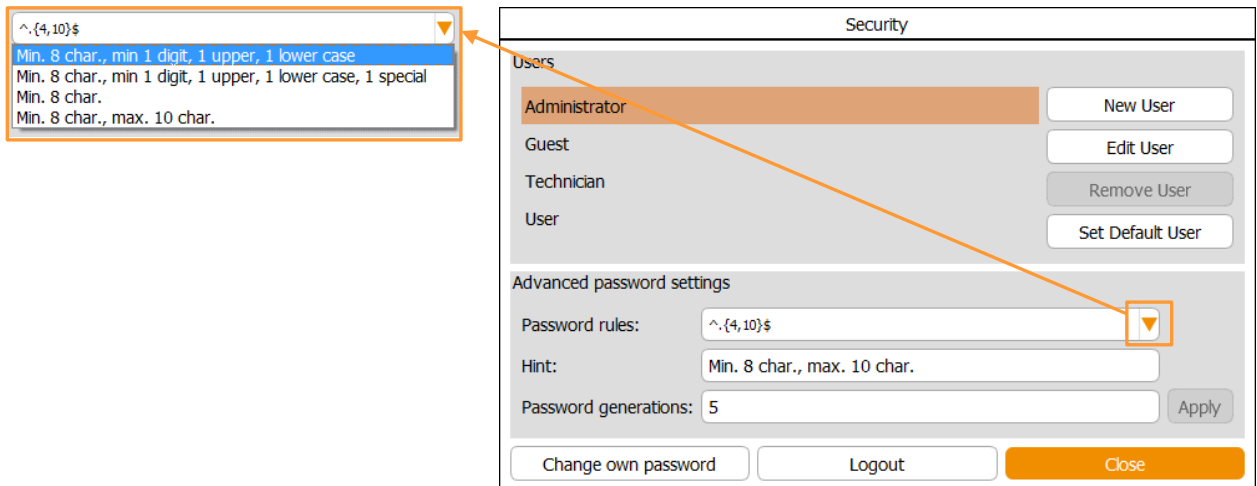 ^.{4,10}$
Min. 8 char., min 1 digit, 1 upper, 1 lower case
Min. 8 char., min 1 digit, 1 upper, 1 lower case, 1 special
Min. 8 char.
Min. 8 char., max. 10 char.
Security
Users
Administrator
New User
Guest
Edit User
Technician
Remove User
User
Set Default User
Advanced password settings
Password rules: ^.{4,10}$
Hint: Min. 8 char., max. 10 char.
Password generations: 5 Apply
Change own password Logout Close